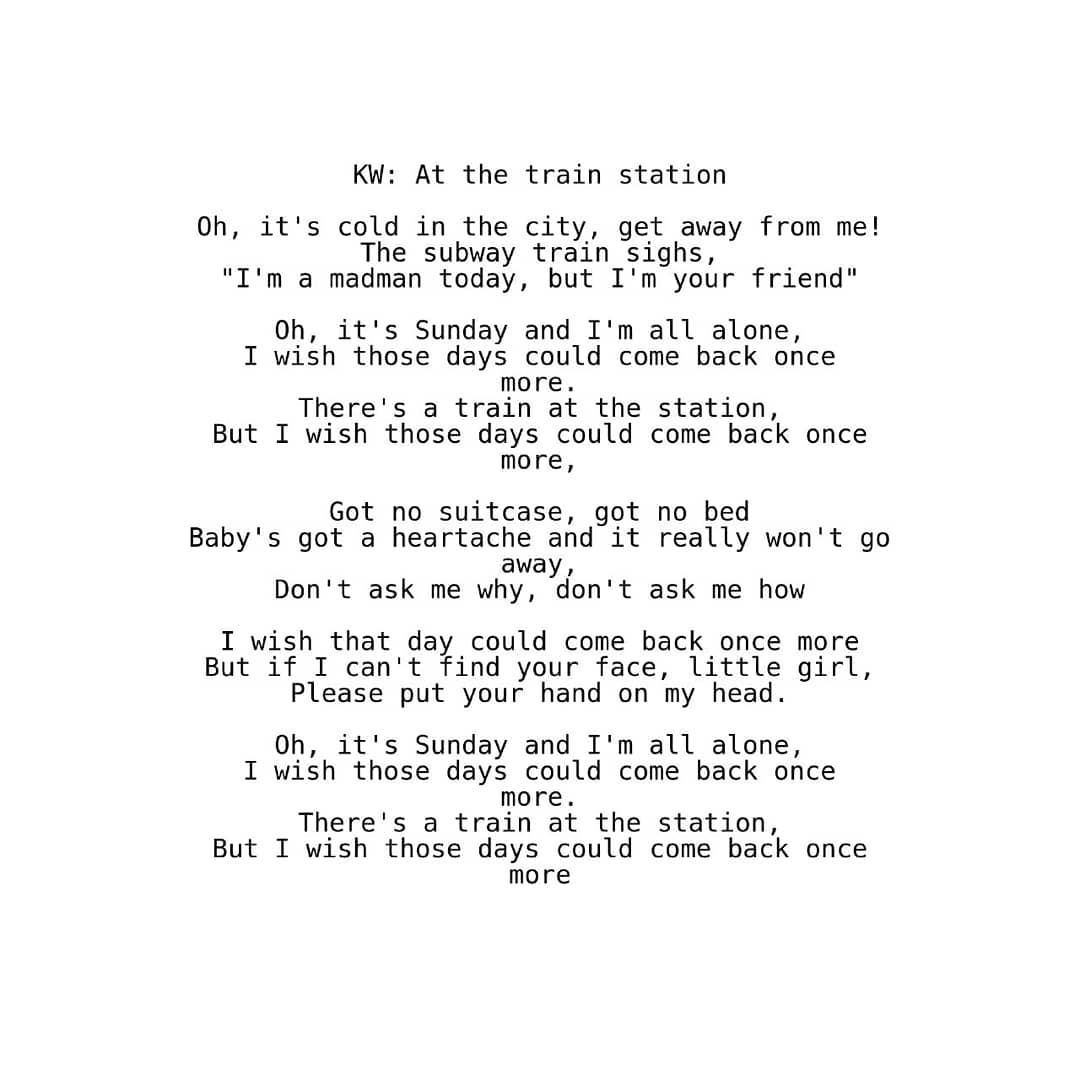 KW: At the train station
Oh, it's cold in the city, get away from me!
The subway train sighs,
"I'm a madman today, but I'm your friend"
Oh, it's Sunday and I'm all alone,
I wish those days could come back once
more.
There's a train at the station,
But I wish those days could come back once
more,
Got no suitcase, got no bed
Baby's got a heartache and it really won't go
away,
Don't ask me why, don't ask me how
I wish that day could come back once more
But if I can't find your face, little girl,
Please put your hand on my head.
Oh, it's Sunday and I'm all alone,
I wish those days could come back once
more.
There's a train at the station,
But I wish those days could come back once
more